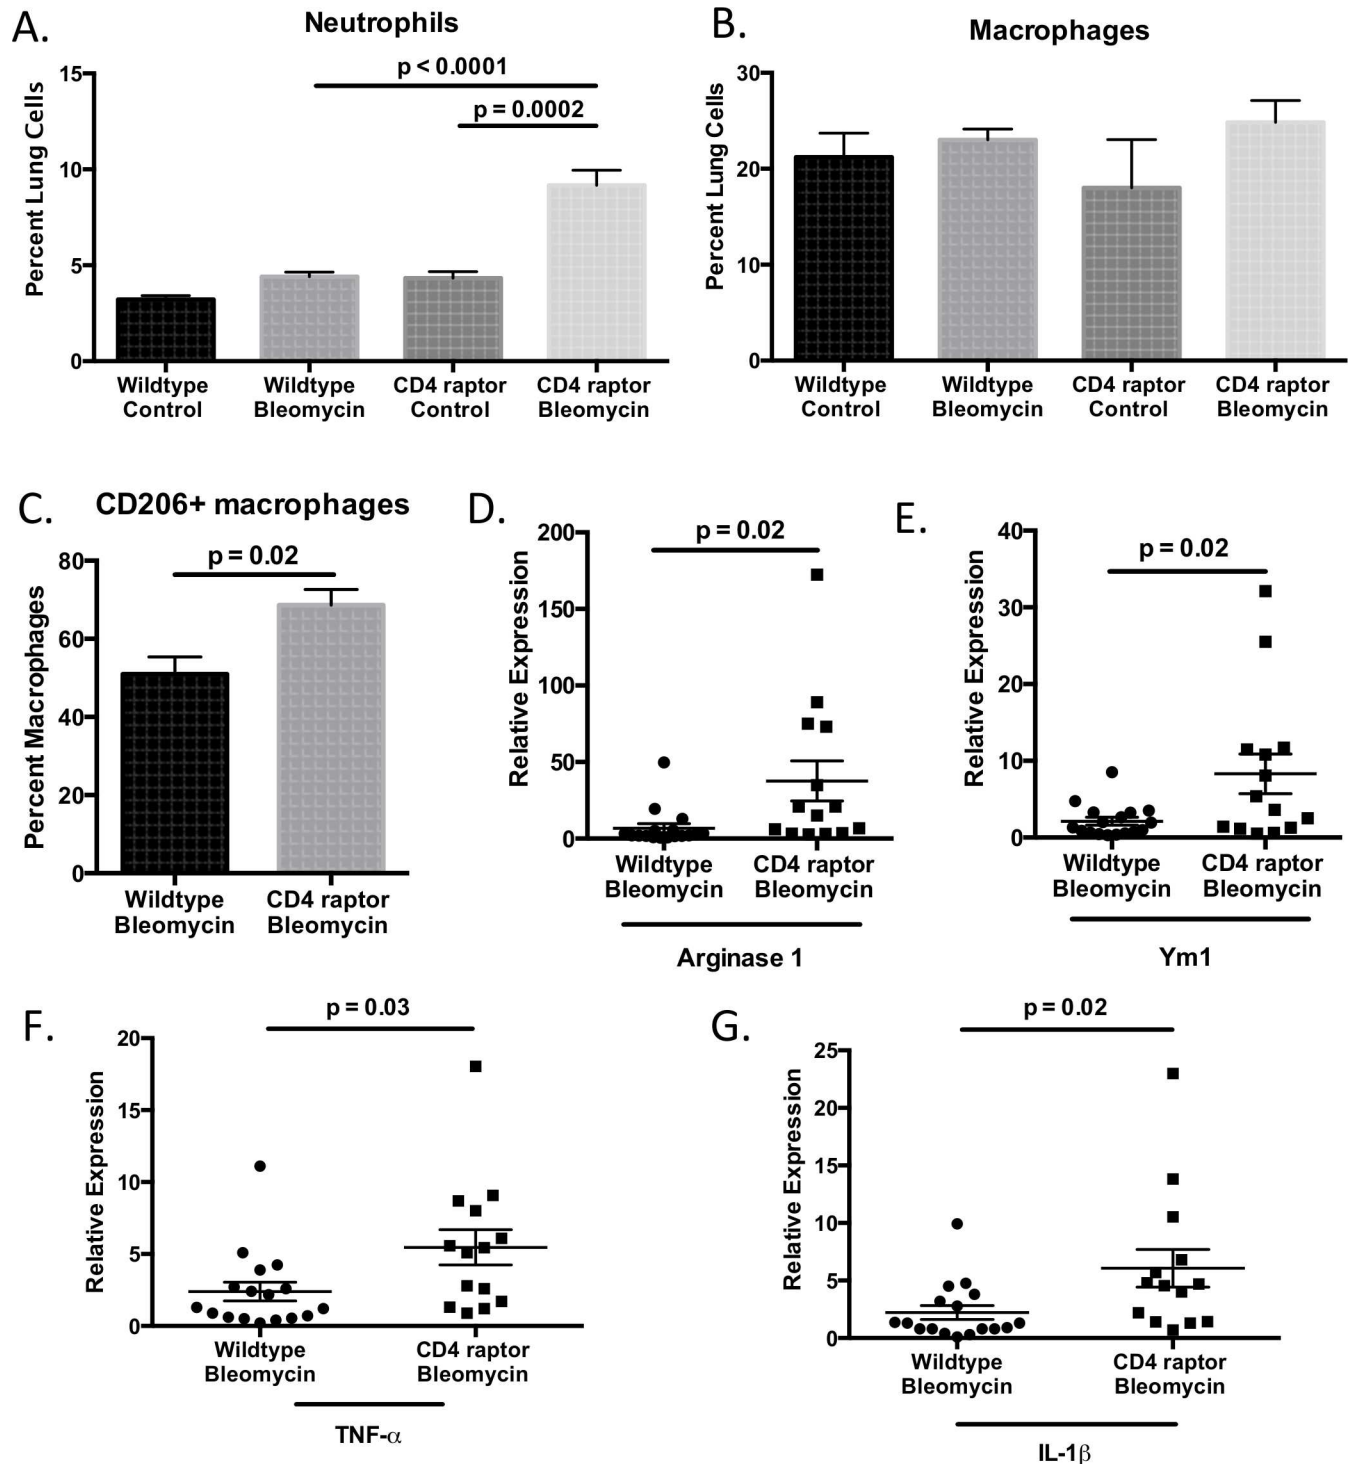 A.
Neutrophils
p < 0.0001
p = 0.0002
Percent Lung Cells
15
10
5
0
Wildtype
Control
Wildtype
Bleomycin
CD4 raptor
Control
CD4 raptor
Bleomycin
B.
Macrophages
Percent Lung Cells
30
20
10
0
Wildtype
Control
Wildtype
Bleomycin
CD4 raptor
Control
CD4 raptor
Bleomycin
C.
CD206+ macrophages
p = 0.02
Percent Macrophages
80
60
40
20
0
Wildtype
Bleomycin
CD4 raptor
Bleomycin
D.
p = 0.02
Relative Expression
200
150
100
50
0
Wildtype
Bleomycin
CD4 raptor
Bleomycin
Arginase 1
E.
p = 0.02
Relative Expression
40
30
20
10
0
Wildtype
Bleomycin
CD4 raptor
Bleomycin
Ym1
F.
p = 0.03
Relative Expression
20
15
10
5
0
Wildtype
Bleomycin
CD4 raptor
Bleomycin
TNF-α
G.
p = 0.02
Relative Expression
25
20
15
10
5
0
Wildtype
Bleomycin
CD4 raptor
Bleomycin
IL-1β